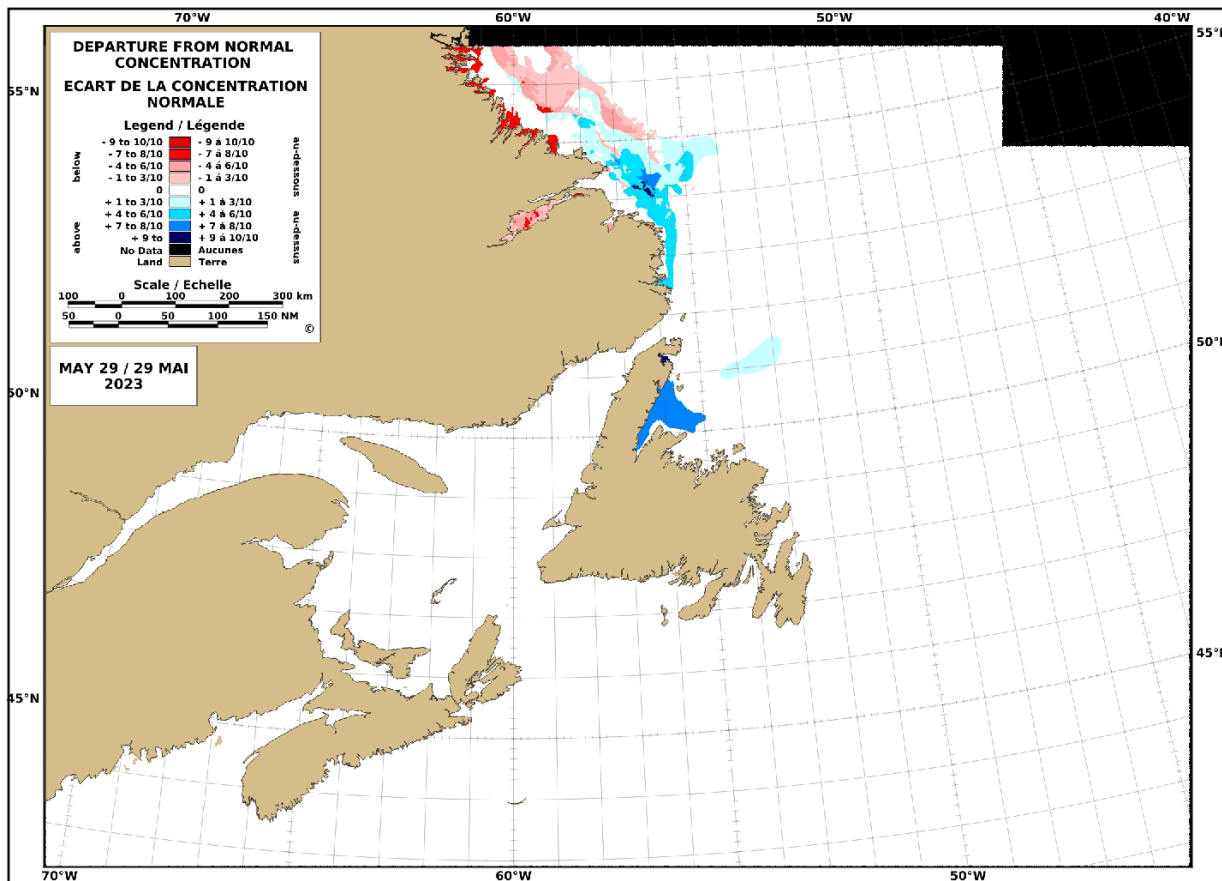 70°W 60°W 50°W 40°W
55°N
DEPARTURE FROM NORMAL
CONCENTRATION
ECART DE LA CONCENTRATION
NORMALE
Legend / Légende
below
above
- 9 to 10/10 - 9 á 10/10
- 7 to 8/10 - 7 á 8/10
- 4 to 6/10 - 4 á 6/10
- 1 to 3/10 - 1 á 3/10
0 0
+ 1 to 3/10 + 1 á 3/10
+ 4 to 6/10 + 4 á 6/10
+ 7 to 8/10 + 7 á 8/10
+ 9 to + 9 á 10/10
No Data Aucunes
Land Terre
au-dessous
au-dessus
Scale / Echelle
100 0 100 200 300 km
50 0 50 100 150 NM
©
MAY 29 / 29 MAI
2023
55°N
50°N
50°N
45°N
45°N
70°W 60°W 50°W